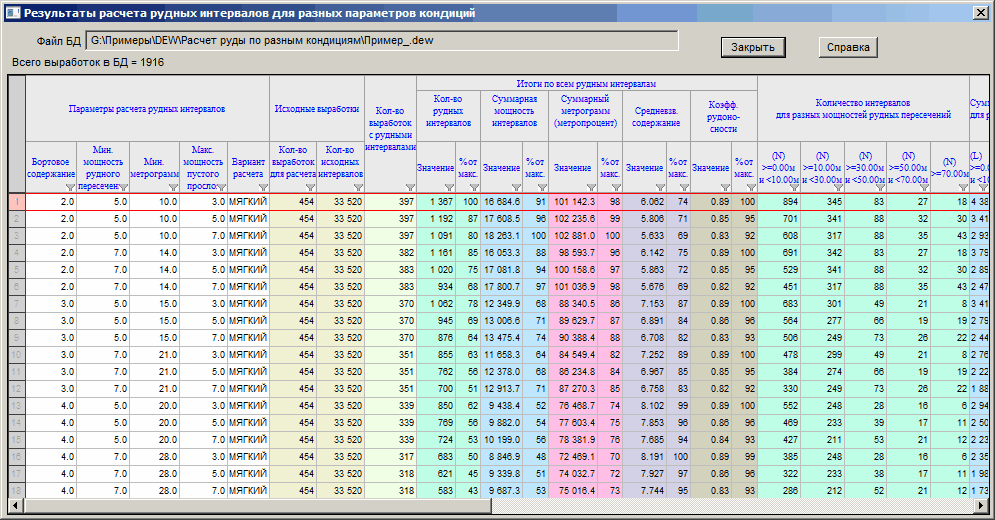 Результаты расчета рудных интервалов для разных параметров кондиций
Файл БД G:\Примеры\DEW\Расчет руды по разным кондициям\Пример_.dew Закрыть Справка
Всего выработок в БД = 1916
Параметры расчета рудных интервалов Исходные выработки Кол-во выработок с рудными интервалами Итоги по всем рудным интервалам Количество интервалов для разных мощностей рудных пересечений Сумм
Кол-во рудных интервалов Суммарная мощность интервалов Суммарный метрограмм (метропроцент) Средневзв. содержание Коэфф. рудоно-сности для р
Бортовое содержание Мин. мощность рудного пересечен Мин. метрограмм Макс. мощность пустого просло Вариант расчета Кол-во выработок для расчета Кол-во исходных интервалов Значение % от макс. Значение % от макс. Значение % от макс. Значение % от макс. Значение % от макс. (N) >=0.00м и <10.00м (N) >=10.00м и <30.00м (N) >=30.00м и <50.00м (N) >=50.00м и <70.00м (N) >=70.00м (L) >=0.0 и <10
1 2.0 5.0 10.0 3.0 МЯГКИЙ 454 33 520 397 1 367 100 16 684.6 91 101 142.3 98 6.062 74 0.89 100 894 345 83 27 18 4 38
2 2.0 5.0 10.0 5.0 МЯГКИЙ 454 33 520 397 1 192 87 17 608.5 96 102 235.6 99 5.806 71 0.85 95 701 341 88 32 30 3 41
3 2.0 5.0 10.0 7.0 МЯГКИЙ 454 33 520 397 1 091 80 18 263.1 100 102 881.0 100 5.633 69 0.83 92 608 317 88 35 43 2 93
4 2.0 7.0 14.0 3.0 МЯГКИЙ 454 33 520 382 1 161 85 16 053.3 88 98 593.7 96 6.142 75 0.89 100 691 342 83 27 18 3 79
5 2.0 7.0 14.0 5.0 МЯГКИЙ 454 33 520 383 1 020 75 17 081.8 94 100 158.6 97 5.863 72 0.85 95 529 341 88 32 30 2 89
6 2.0 7.0 14.0 7.0 МЯГКИЙ 454 33 520 383 934 68 17 800.7 97 101 036.9 98 5.676 69 0.82 92 451 317 88 35 43 2 47
7 3.0 5.0 15.0 3.0 МЯГКИЙ 454 33 520 370 1 062 78 12 349.9 68 88 340.5 86 7.153 87 0.89 100 683 301 49 21 8 3 41
8 3.0 5.0 15.0 5.0 МЯГКИЙ 454 33 520 370 945 69 13 006.6 71 89 629.7 87 6.891 84 0.86 96 564 277 66 19 19 2 79
9 3.0 5.0 15.0 7.0 МЯГКИЙ 454 33 520 370 876 64 13 475.4 74 90 388.4 88 6.708 82 0.83 93 506 249 73 26 22 2 44
10 3.0 7.0 21.0 3.0 МЯГКИЙ 454 33 520 351 855 63 11 658.3 64 84 549.4 82 7.252 89 0.89 100 478 299 49 21 8 2 76
11 3.0 7.0 21.0 5.0 МЯГКИЙ 454 33 520 351 762 56 12 378.0 68 86 234.8 84 6.967 85 0.85 95 384 274 66 19 19 2 22
12 3.0 7.0 21.0 7.0 МЯГКИЙ 454 33 520 351 700 51 12 913.7 71 87 270.3 85 6.758 83 0.82 92 330 249 73 26 22 1 88
13 4.0 5.0 20.0 3.0 МЯГКИЙ 454 33 520 339 850 62 9 438.4 52 76 468.7 74 8.102 99 0.89 100 552 248 28 16 6 2 94
14 4.0 5.0 20.0 5.0 МЯГКИЙ 454 33 520 339 769 56 9 882.0 54 77 603.4 75 7.853 96 0.86 96 469 233 39 17 11 2 50
15 4.0 5.0 20.0 7.0 МЯГКИЙ 454 33 520 339 724 53 10 199.0 56 78 381.9 76 7.685 94 0.84 93 427 211 53 21 12 2 23
16 4.0 7.0 28.0 3.0 МЯГКИЙ 454 33 520 317 683 50 8 846.9 48 72 469.1 70 8.191 100 0.89 99 385 248 28 16 6 2 35
17 4.0 7.0 28.0 5.0 МЯГКИЙ 454 33 520 318 621 45 9 339.8 51 74 032.7 72 7.927 97 0.86 96 322 233 38 17 11 1 98
18 4.0 7.0 28.0 7.0 МЯГКИЙ 454 33 520 318 583 43 9 687.3 53 75 016.4 73 7.744 95 0.83 93 286 212 52 21 12 1 73